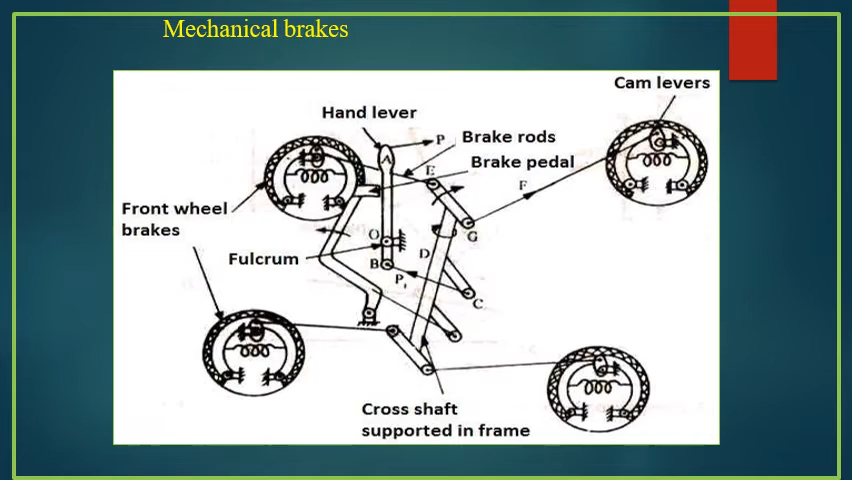 Mechanical brakes
Cam levers
Hand lever
P
Brake rods
A
Brake pedal
E
F
Front wheel
brakes
G
O
D
Fulcrum
B
P₁
C
Cross shaft
supported in frame